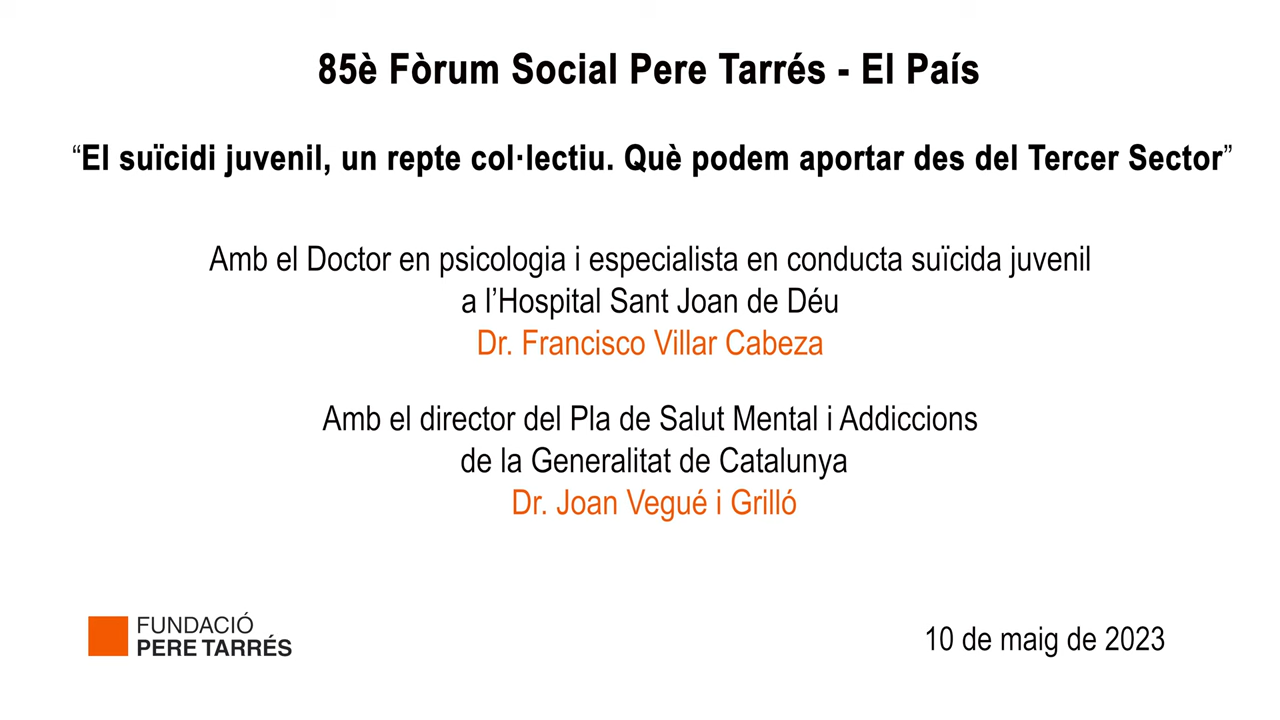 85è Fòrum Social Pere Tarrés - El País
“El suïcidi juvenil, un repte col·lectiu. Què podem aportar des del Tercer Sector”
Amb el Doctor en psicologia i especialista en conducta suïcida juvenil
a l’Hospital Sant Joan de Déu
Dr. Francisco Villar Cabeza
Amb el director del Pla de Salut Mental i Addiccions
de la Generalitat de Catalunya
Dr. Joan Vegué i Grilló
FUNDACIÓ
PERE TARRÉS
10 de maig de 2023